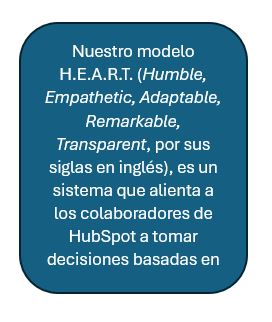 Nuestro modelo
H.E.A.R.T. (Humble,
Empathetic, Adaptable,
Remarkable,
Transparent, por sus
siglas en inglés), es un
sistema que alienta a
los colaboradores de
HubSpot a tomar
decisiones basadas en